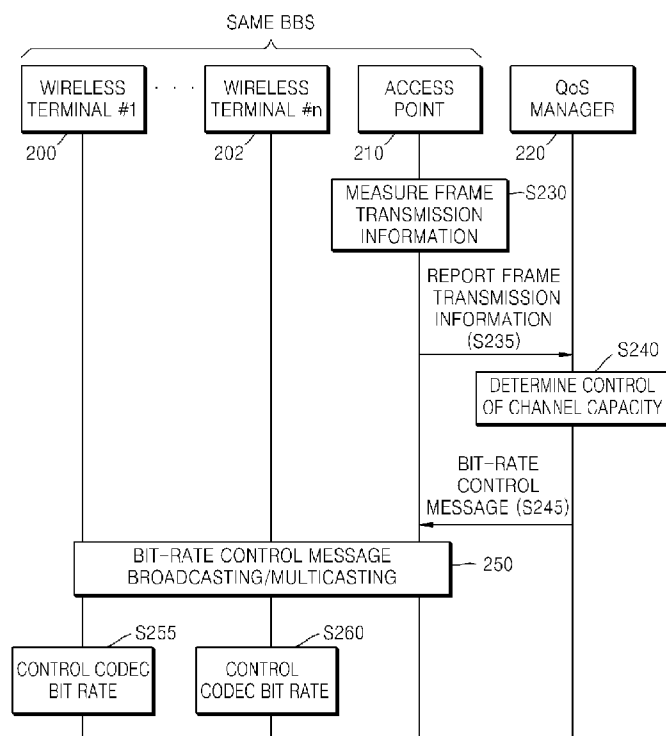 SAME BBS
WIRELESS
TERMINAL #1
. . .
WIRELESS
TERMINAL #n
ACCESS
POINT
QoS
MANAGER
200
202
210
220
MEASURE FRAME
TRANSMISSION
INFORMATION
S230
REPORT FRAME
TRANSMISSION
INFORMATION
(S235)
S240
DETERMINE CONTROL
OF CHANNEL CAPACITY
BIT-RATE
CONTROL
MESSAGE (S245)
BIT-RATE CONTROL MESSAGE
BROADCASTING/MULTICASTING
250
S255
S260
CONTROL CODEC
BIT RATE
CONTROL
CODEC BIT RATE